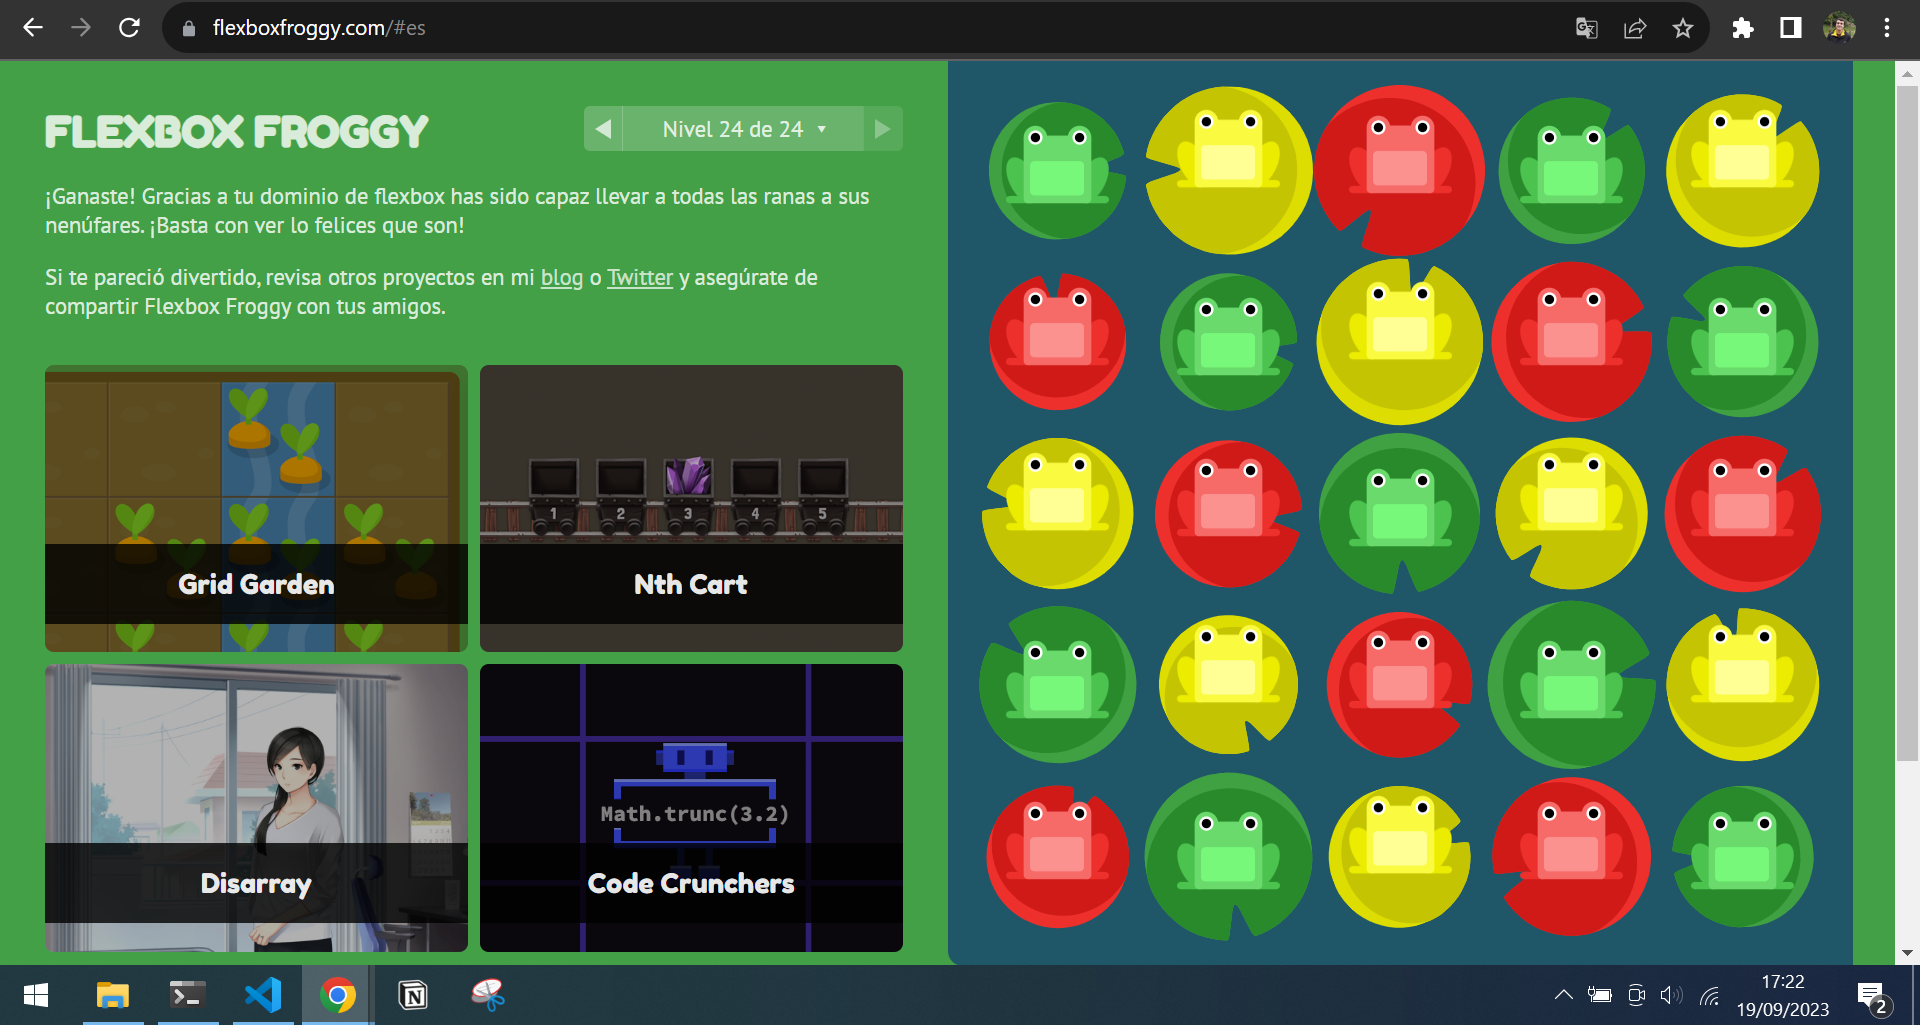 flexboxfroggy.com/#es
FLEXBOX FROGGY
Nivel 24 de 24
¡Ganaste! Gracias a tu dominio de flexbox has sido capaz llevar a todas las ranas a sus
nenúfares. ¡Basta con ver lo felices que son!
Si te pareció divertido, revisa otros proyectos en mi blog o Twitter y asegúrate de
compartir Flexbox Froggy con tus amigos.
1 2 3 4 5
Grid Garden
Nth Cart
Math.trunc(3.2)
Disarray
Code Crunchers
17:22
19/09/2023
2